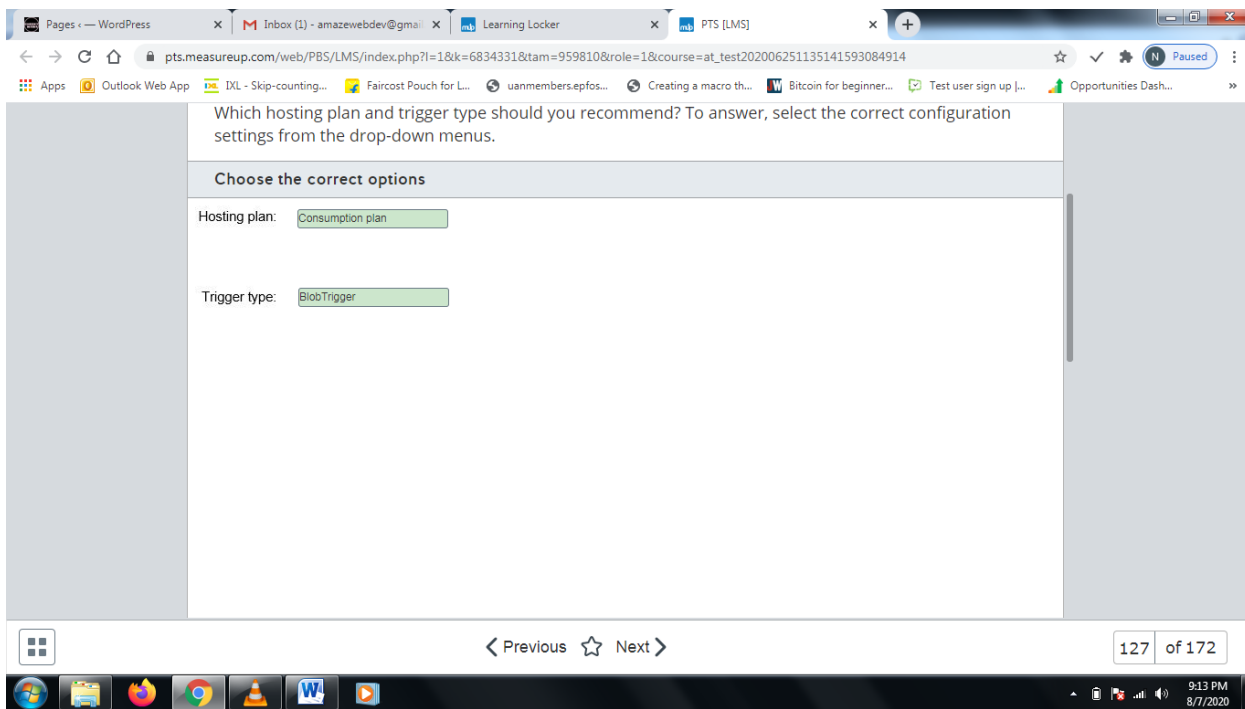 Pages ‹ — WordPress
Inbox (1) - amazewebdev@gmail
Learning Locker
PTS [LMS]
pts.measureup.com/web/PBS/LMS/index.php?l=1&k=6834331&tam=959810&role=1&course=at_test202006251135141593084914
N Paused
Apps
Outlook Web App
IXL - Skip-counting...
Faircost Pouch for L...
uanmembers.epfos...
Creating a macro th...
Bitcoin for beginner...
Test user sign up |...
Opportunities Dash...
»
Which hosting plan and trigger type should you recommend? To answer, select the correct configuration
settings from the drop-down menus.
Choose the correct options
Hosting plan: Consumption plan
Trigger type: BlobTrigger
Previous Next
127 of 172
9:13 PM
8/7/2020